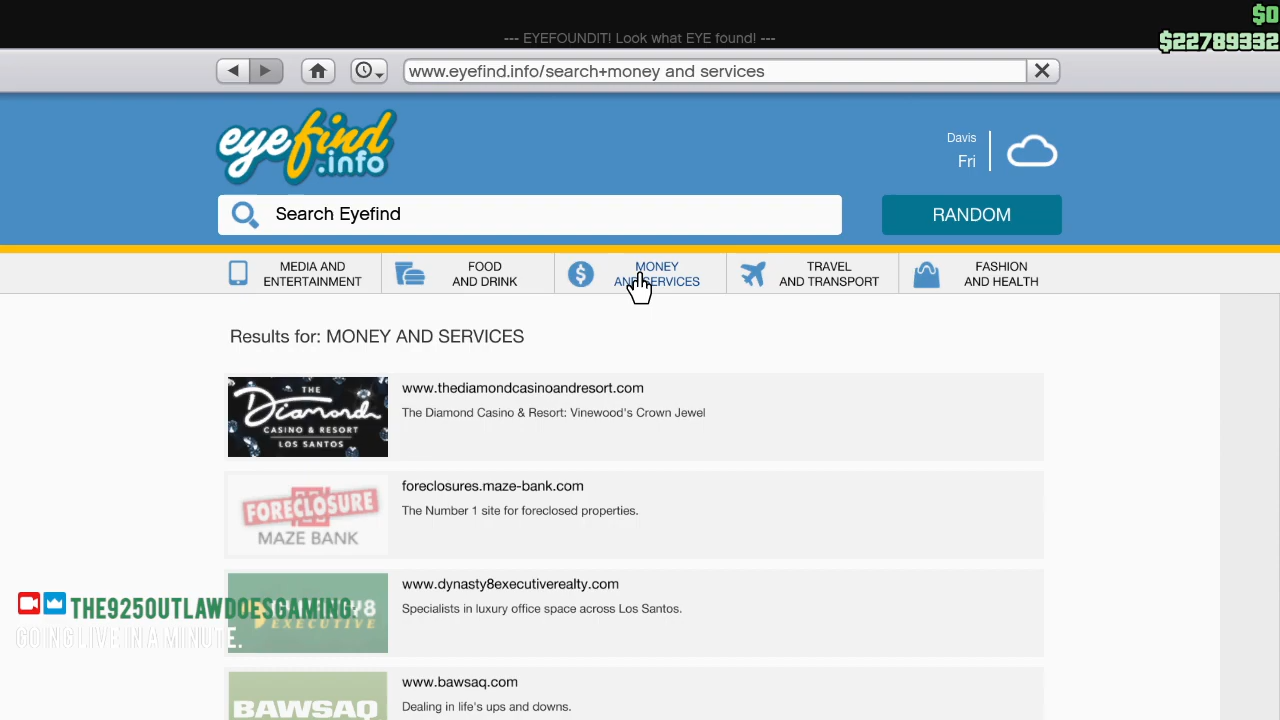 $0
--- EYEFOUNDIT! Look what EYE found! ---
$22789332
www.eyefind.info/search+money and services
eyefind
.info
Davis
Fri
Search Eyefind
RANDOM
MEDIA AND
ENTERTAINMENT
FOOD
AND DRINK
MONEY
AND SERVICES
TRAVEL
AND TRANSPORT
FASHION
AND HEALTH
Results for: MONEY AND SERVICES
THE
Diamond
CASINO & RESORT
LOS SANTOS
www.thediamondcasinoandresort.com
The Diamond Casino & Resort: Vinewood's Crown Jewel
FORECLOSURE
MAZE BANK
foreclosures.maze-bank.com
The Number 1 site for foreclosed properties.
EXECUTIVE
www.dynasty8executiverealty.com
Specialists in luxury office space across Los Santos.
THE925OUTLAWDOESGAMING.
GOING LIVE IN A MINUTE.
BAWSAQ
www.bawsaq.com
Dealing in life's ups and downs.